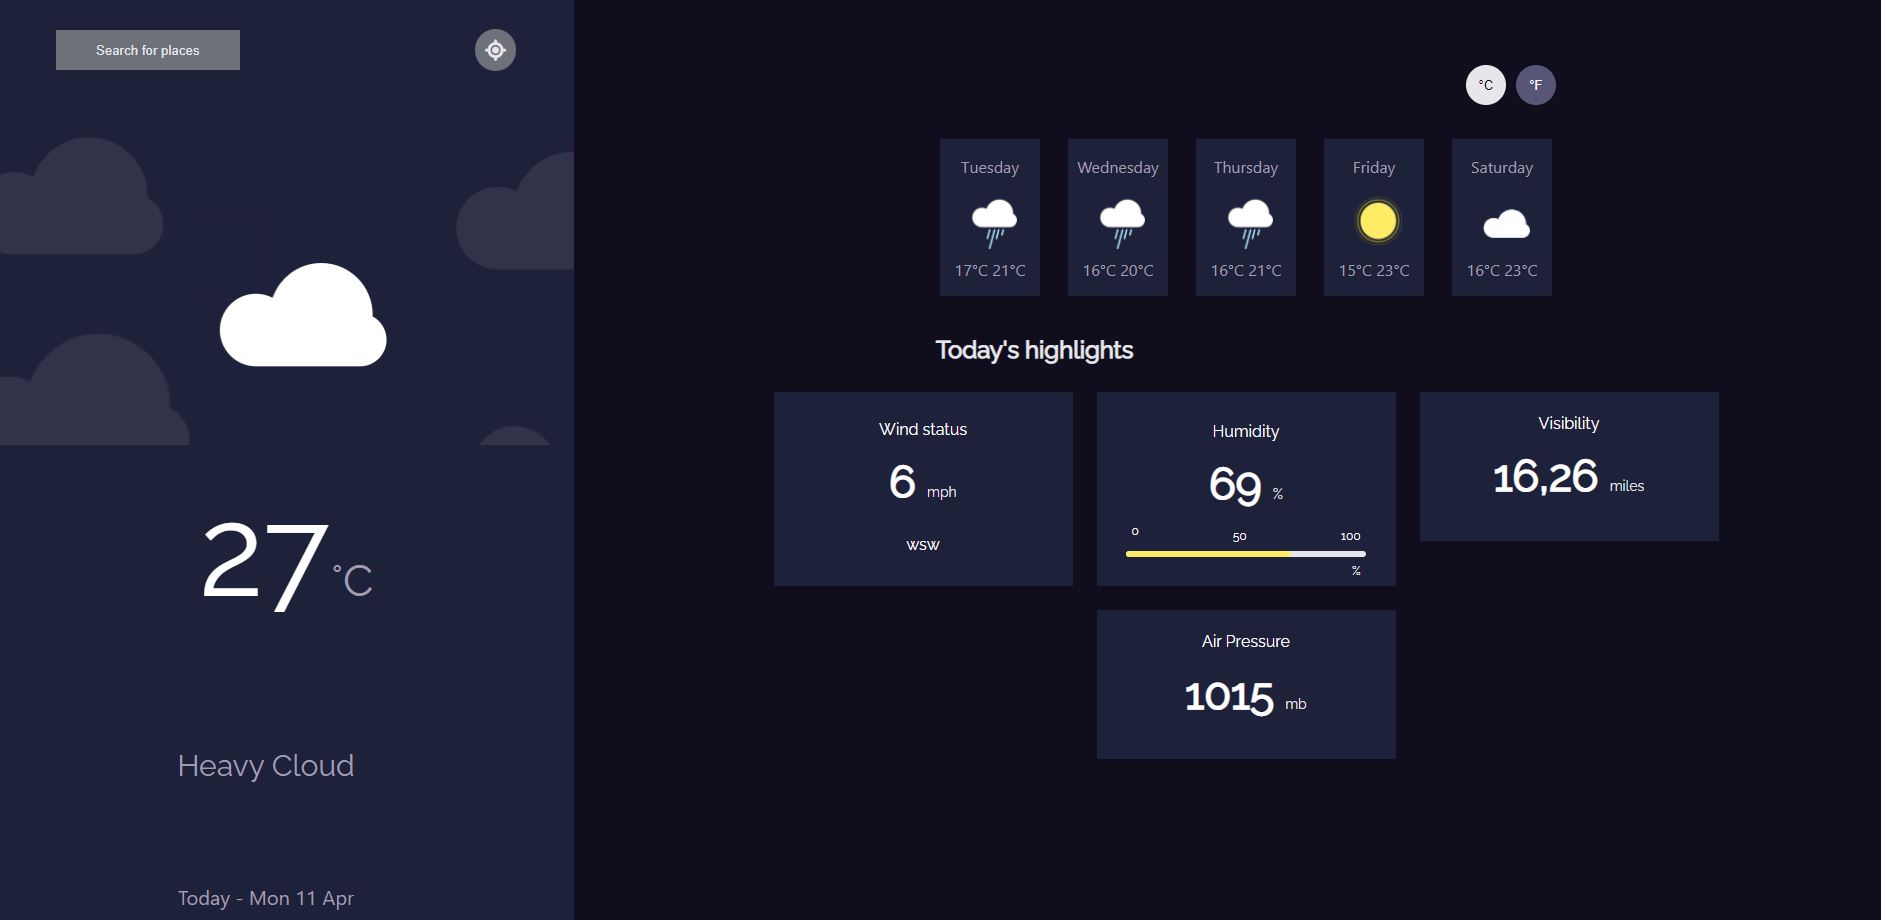 Search for places
27 °C
Heavy Cloud
Today - Mon 11 Apr
°C °F
Tuesday
17°C 21°C
Wednesday
16°C 20°C
Thursday
16°C 21°C
Friday
15°C 23°C
Saturday
16°C 23°C
Today's highlights
Wind status
6 mph
WSW
Humidity
69 %
0 50 100
%
Visibility
16,26 miles
Air Pressure
1015 mb